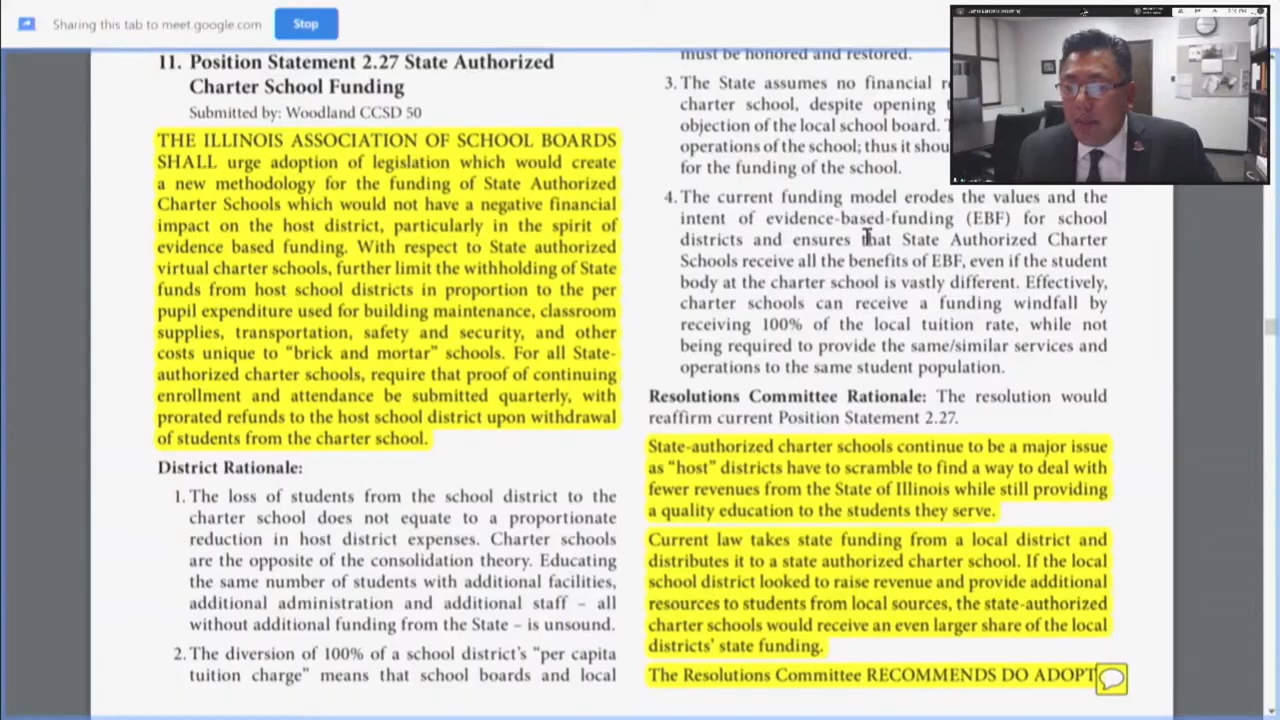 Sharing this tab to meet.google.com
Stop
11. Position Statement 2.27 State Authorized
Charter School Funding
Submitted by: Woodland CCSD 50
THE ILLINOIS ASSOCIATION OF SCHOOL BOARDS
SHALL urge adoption of legislation which would create
a new methodology for the funding of State Authorized
Charter Schools which would not have a negative financial
impact on the host district, particularly in the spirit of
evidence based funding. With respect to State authorized
virtual charter schools, further limit the withholding of State
funds from host school districts in proportion to the per
pupil expenditure used for building maintenance, classroom
supplies, transportation, safety and security, and other
costs unique to “brick and mortar” schools. For all State-
authorized charter schools, require that proof of continuing
enrollment and attendance be submitted quarterly, with
prorated refunds to the host school district upon withdrawal
of students from the charter school.
District Rationale:
1. The loss of students from the school district to the
charter school does not equate to a proportionate
reduction in host district expenses. Charter schools
are the opposite of the consolidation theory. Educating
the same number of students with additional facilities,
additional administration and additional staff – all
without additional funding from the State – is unsound.
2. The diversion of 100% of a school district’s “per capita
tuition charge” means that school boards and local
must be honored and restored.
3. The State assumes no financial
charter school, despite opening
objection of the local school board.
operations of the school; thus it
for the funding of the school.
4. The current funding model erodes the values and the
intent of evidence-based-funding (EBF) for school
districts and ensures that State Authorized Charter
Schools receive all the benefits of EBF, even if the student
body at the charter school is vastly different. Effectively,
charter schools can receive a funding windfall by
receiving 100% of the local tuition rate, while not
being required to provide the same/similar services and
operations to the same student population.
Resolutions Committee Rationale: The resolution would
reaffirm current Position Statement 2.27.
State-authorized charter schools continue to be a major issue
as “host” districts have to scramble to find a way to deal with
fewer revenues from the State of Illinois while still providing
a quality education to the students they serve.
Current law takes state funding from a local district and
distributes it to a state authorized charter school. If the local
school district looked to raise revenue and provide additional
resources to students from local sources, the state-authorized
charter schools would receive an even larger share of the local
districts’ state funding.
The Resolutions Committee RECOMMENDS DO ADOPT